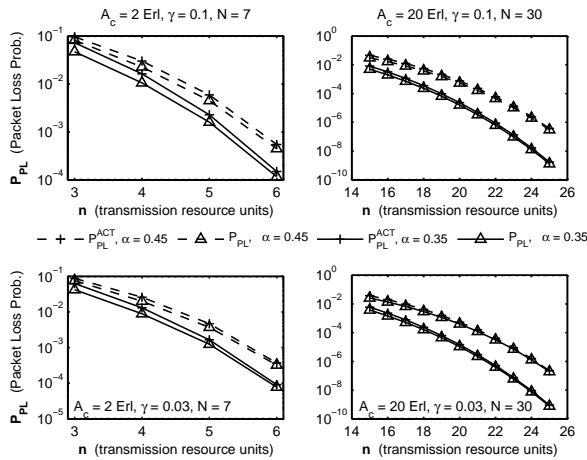 A_c = 2 Erl, γ = 0.1, N = 7
P_PL (Packet Loss Prob.)
10^-1
10^-2
10^-3
10^-4
3 4 5 6
n (transmission resource units)
A_c = 20 Erl, γ = 0.1, N = 30
10^0
10^-2
10^-4
10^-6
10^-8
10^-10
14 16 18 20 22 24 26
n (transmission resource units)
P_PL^ACT, α = 0.45 P_PL, α = 0.45 P_PL^ACT, α = 0.35 P_PL, α = 0.35
P_PL (Packet Loss Prob.)
10^-1
10^-2
10^-3
10^-4
10^-5
A_c = 2 Erl, γ = 0.03, N = 7
3 4 5 6
n (transmission resource units)
10^0
10^-2
10^-4
10^-6
10^-8
10^-10
A_c = 20 Erl, γ = 0.03, N = 30
14 16 18 20 22 24 26
n (transmission resource units)